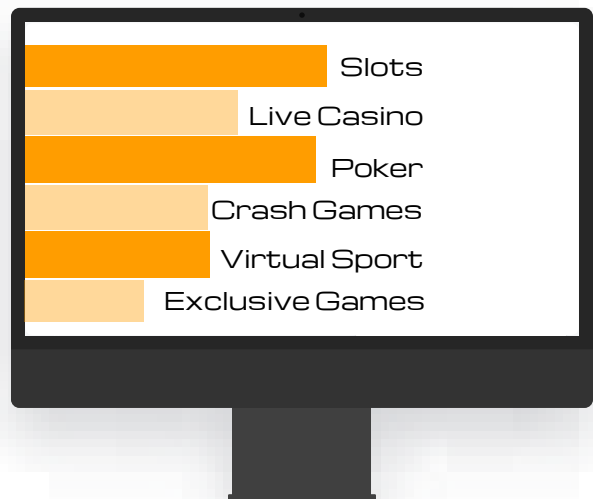 Slots
Live Casino
Poker
Crash Games
Virtual Sport
Exclusive Games